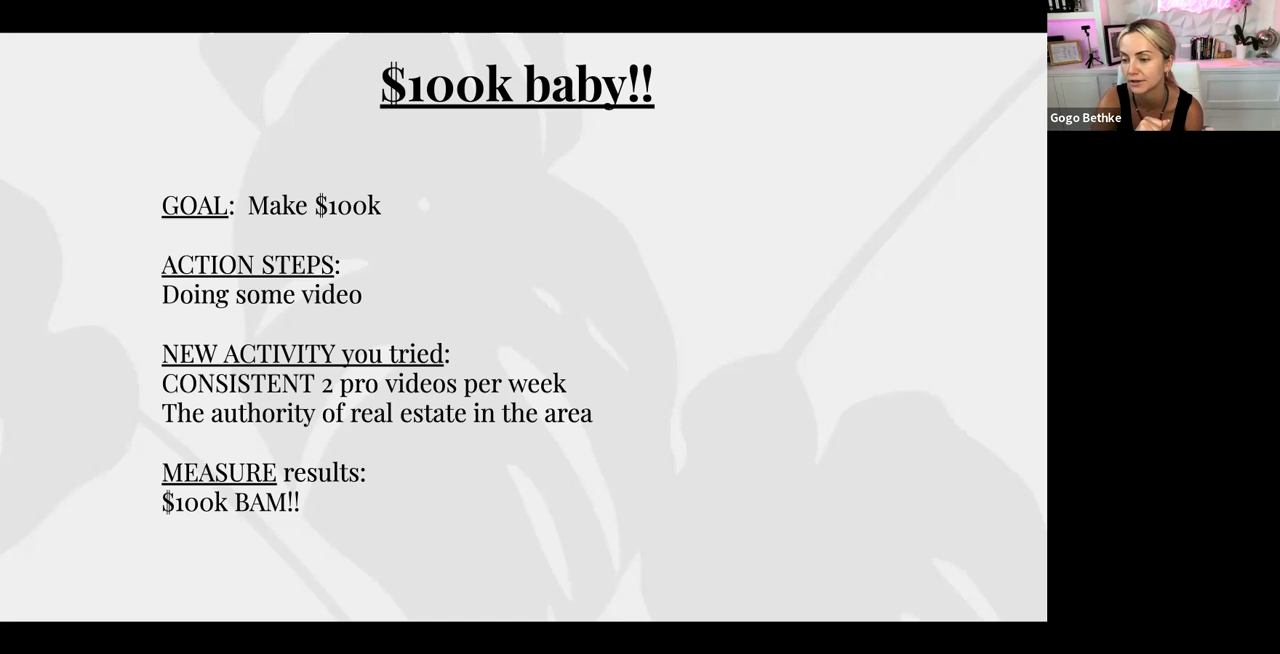 $100k baby!!
GOAL:  Make $100k
ACTION STEPS:
Doing some video
NEW ACTIVITY you tried:
CONSISTENT 2 pro videos per week
The authority of real estate in the area
MEASURE results:
$100k BAM!!
Gogo Bethke